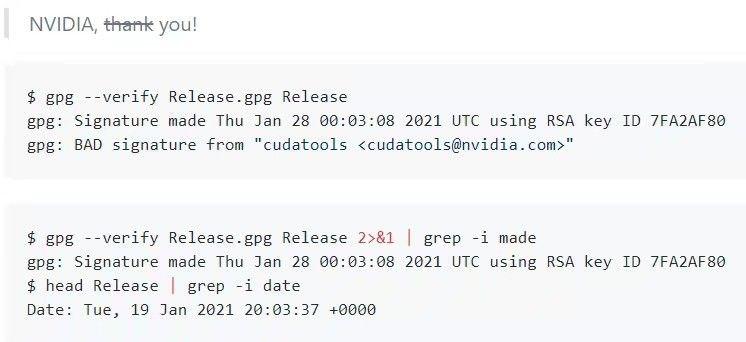 NVIDIA, thank you!
$ gpg --verify Release.gpg Release
gpg: Signature made Thu Jan 28 00:03:08 2021 UTC using RSA key ID 7FA2AF80
gpg: BAD signature from "cudatools <cudatools@nvidia.com>"
$ gpg --verify Release.gpg Release 2>&1 | grep -i made
gpg: Signature made Thu Jan 28 00:03:08 2021 UTC using RSA key ID 7FA2AF80
$ head Release | grep -i date
Date: Tue, 19 Jan 2021 20:03:37 +0000